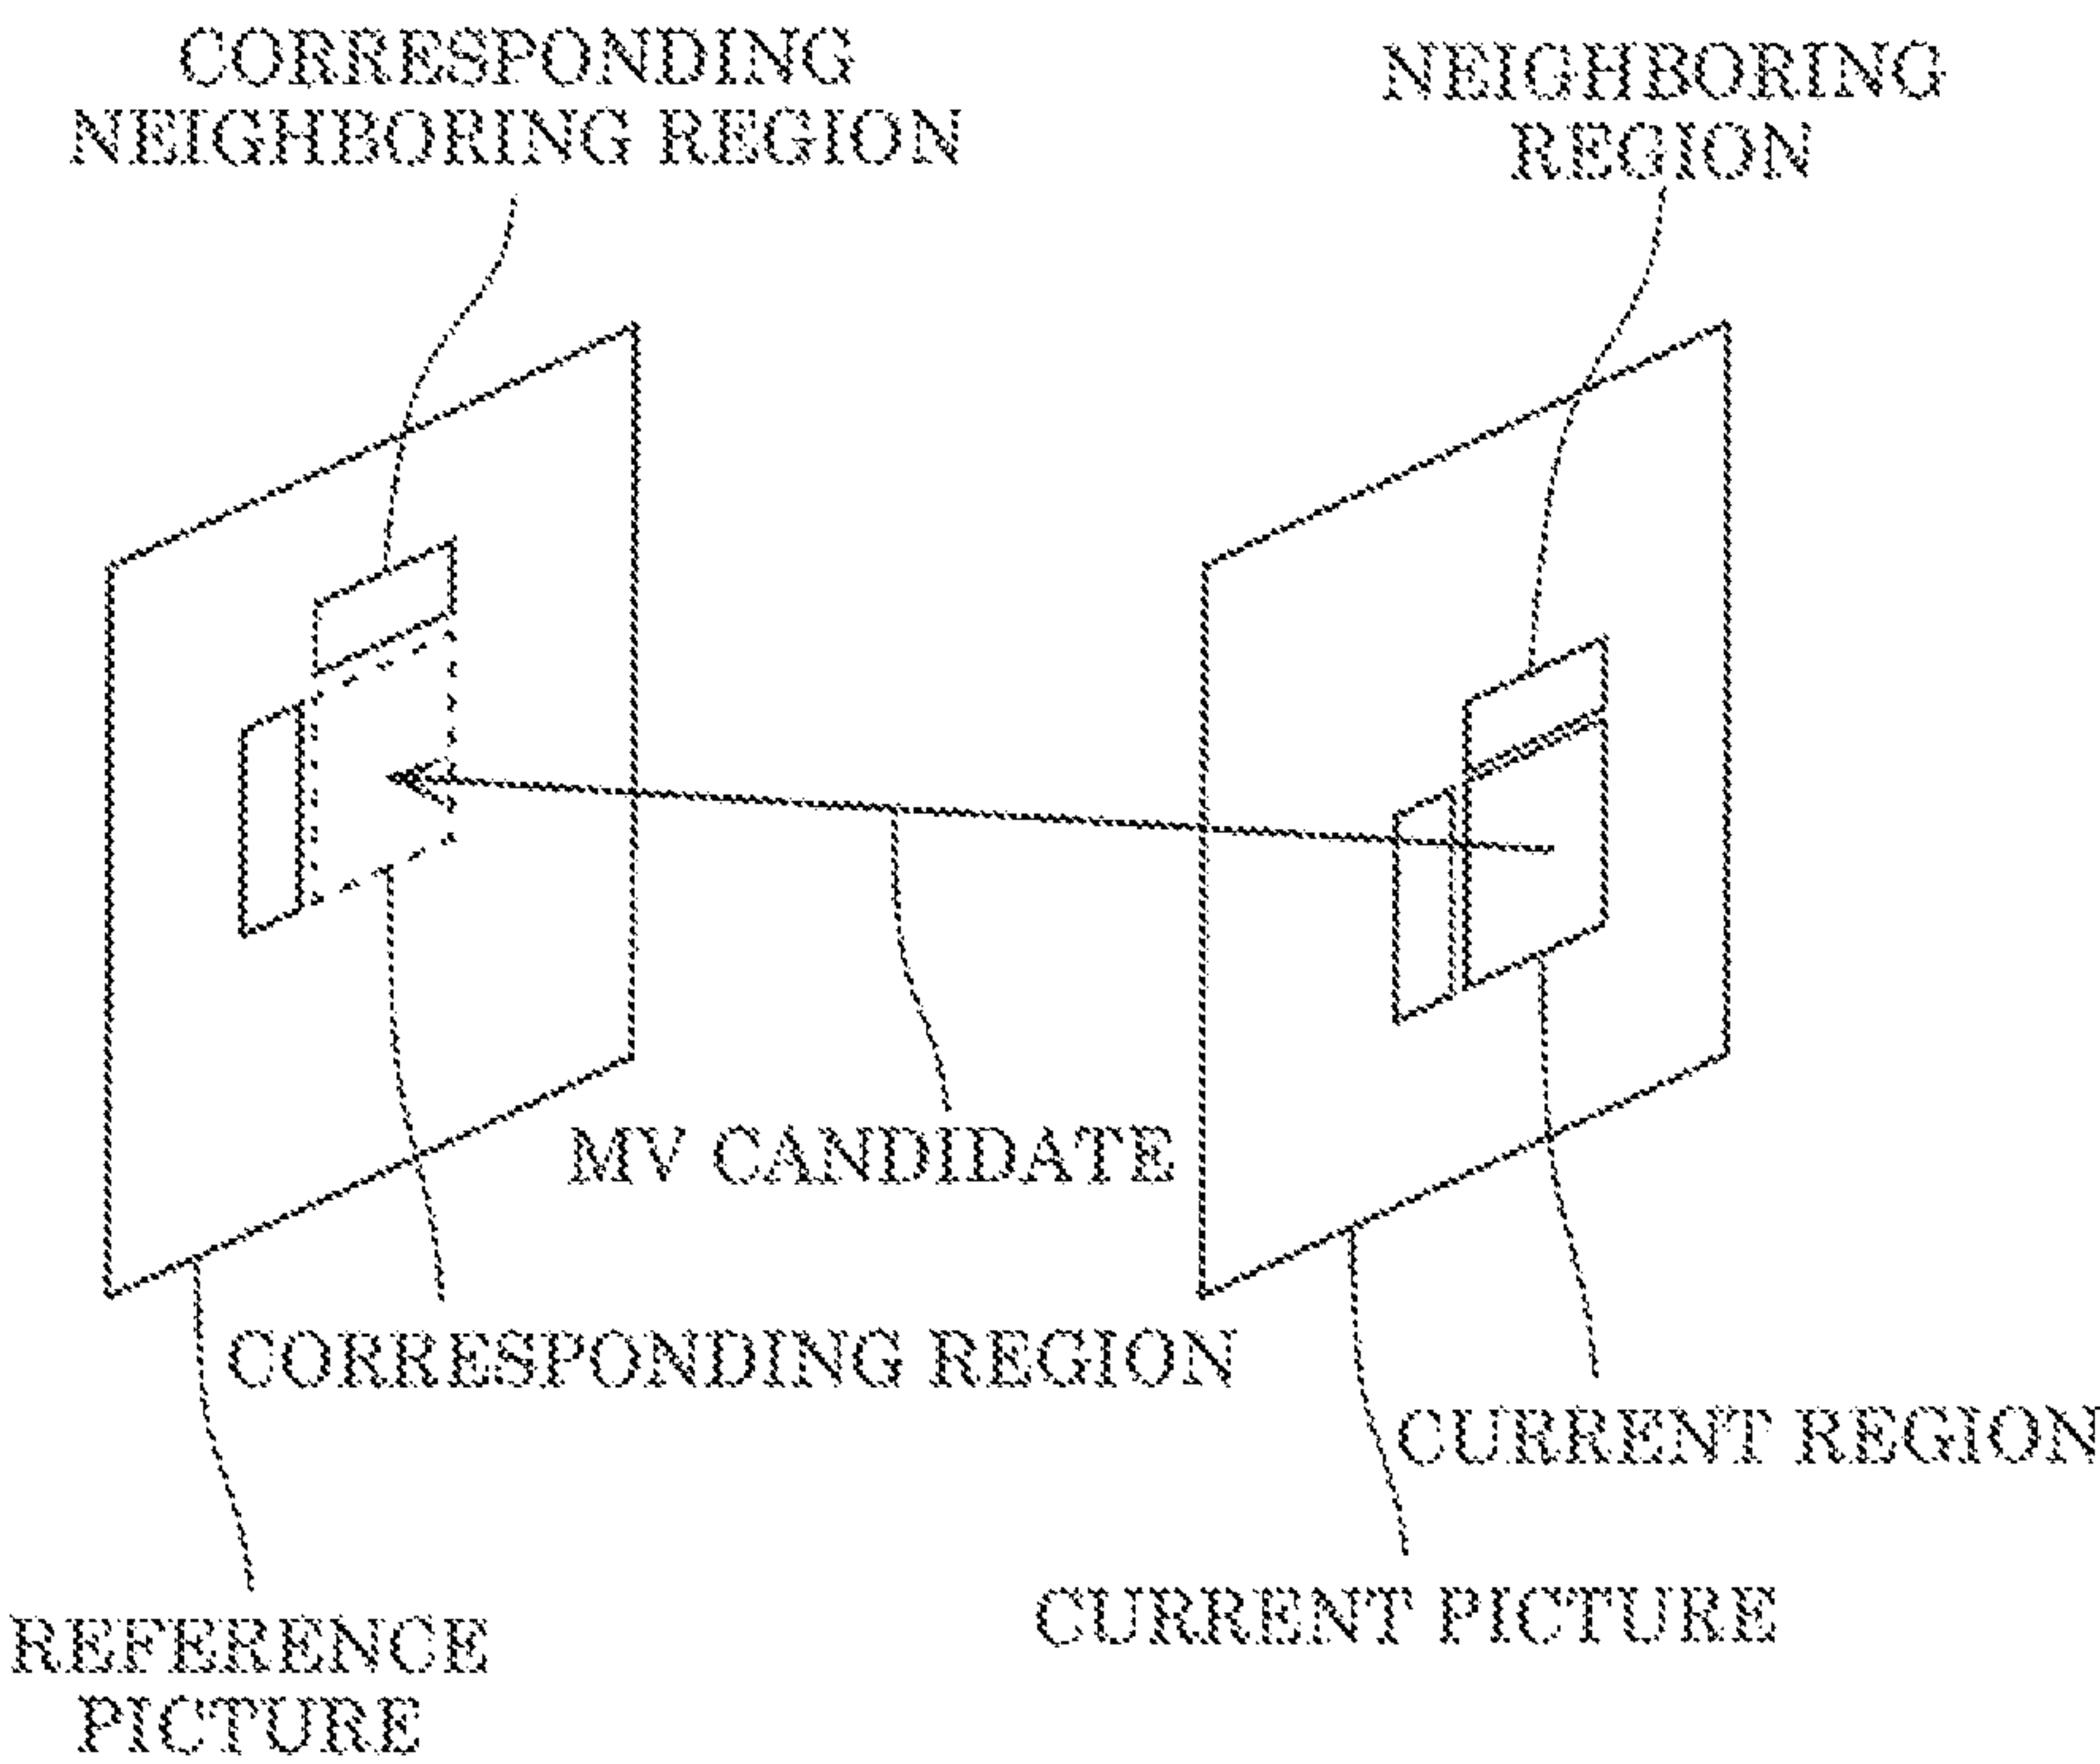 CORRESPONDING
NEIGHBORING REGION
NEIGHBORING
REGION
MV CANDIDATE
CORRESPONDING REGION
CURRENT REGION
CURRENT PICTURE
REFERENCE
PICTURE